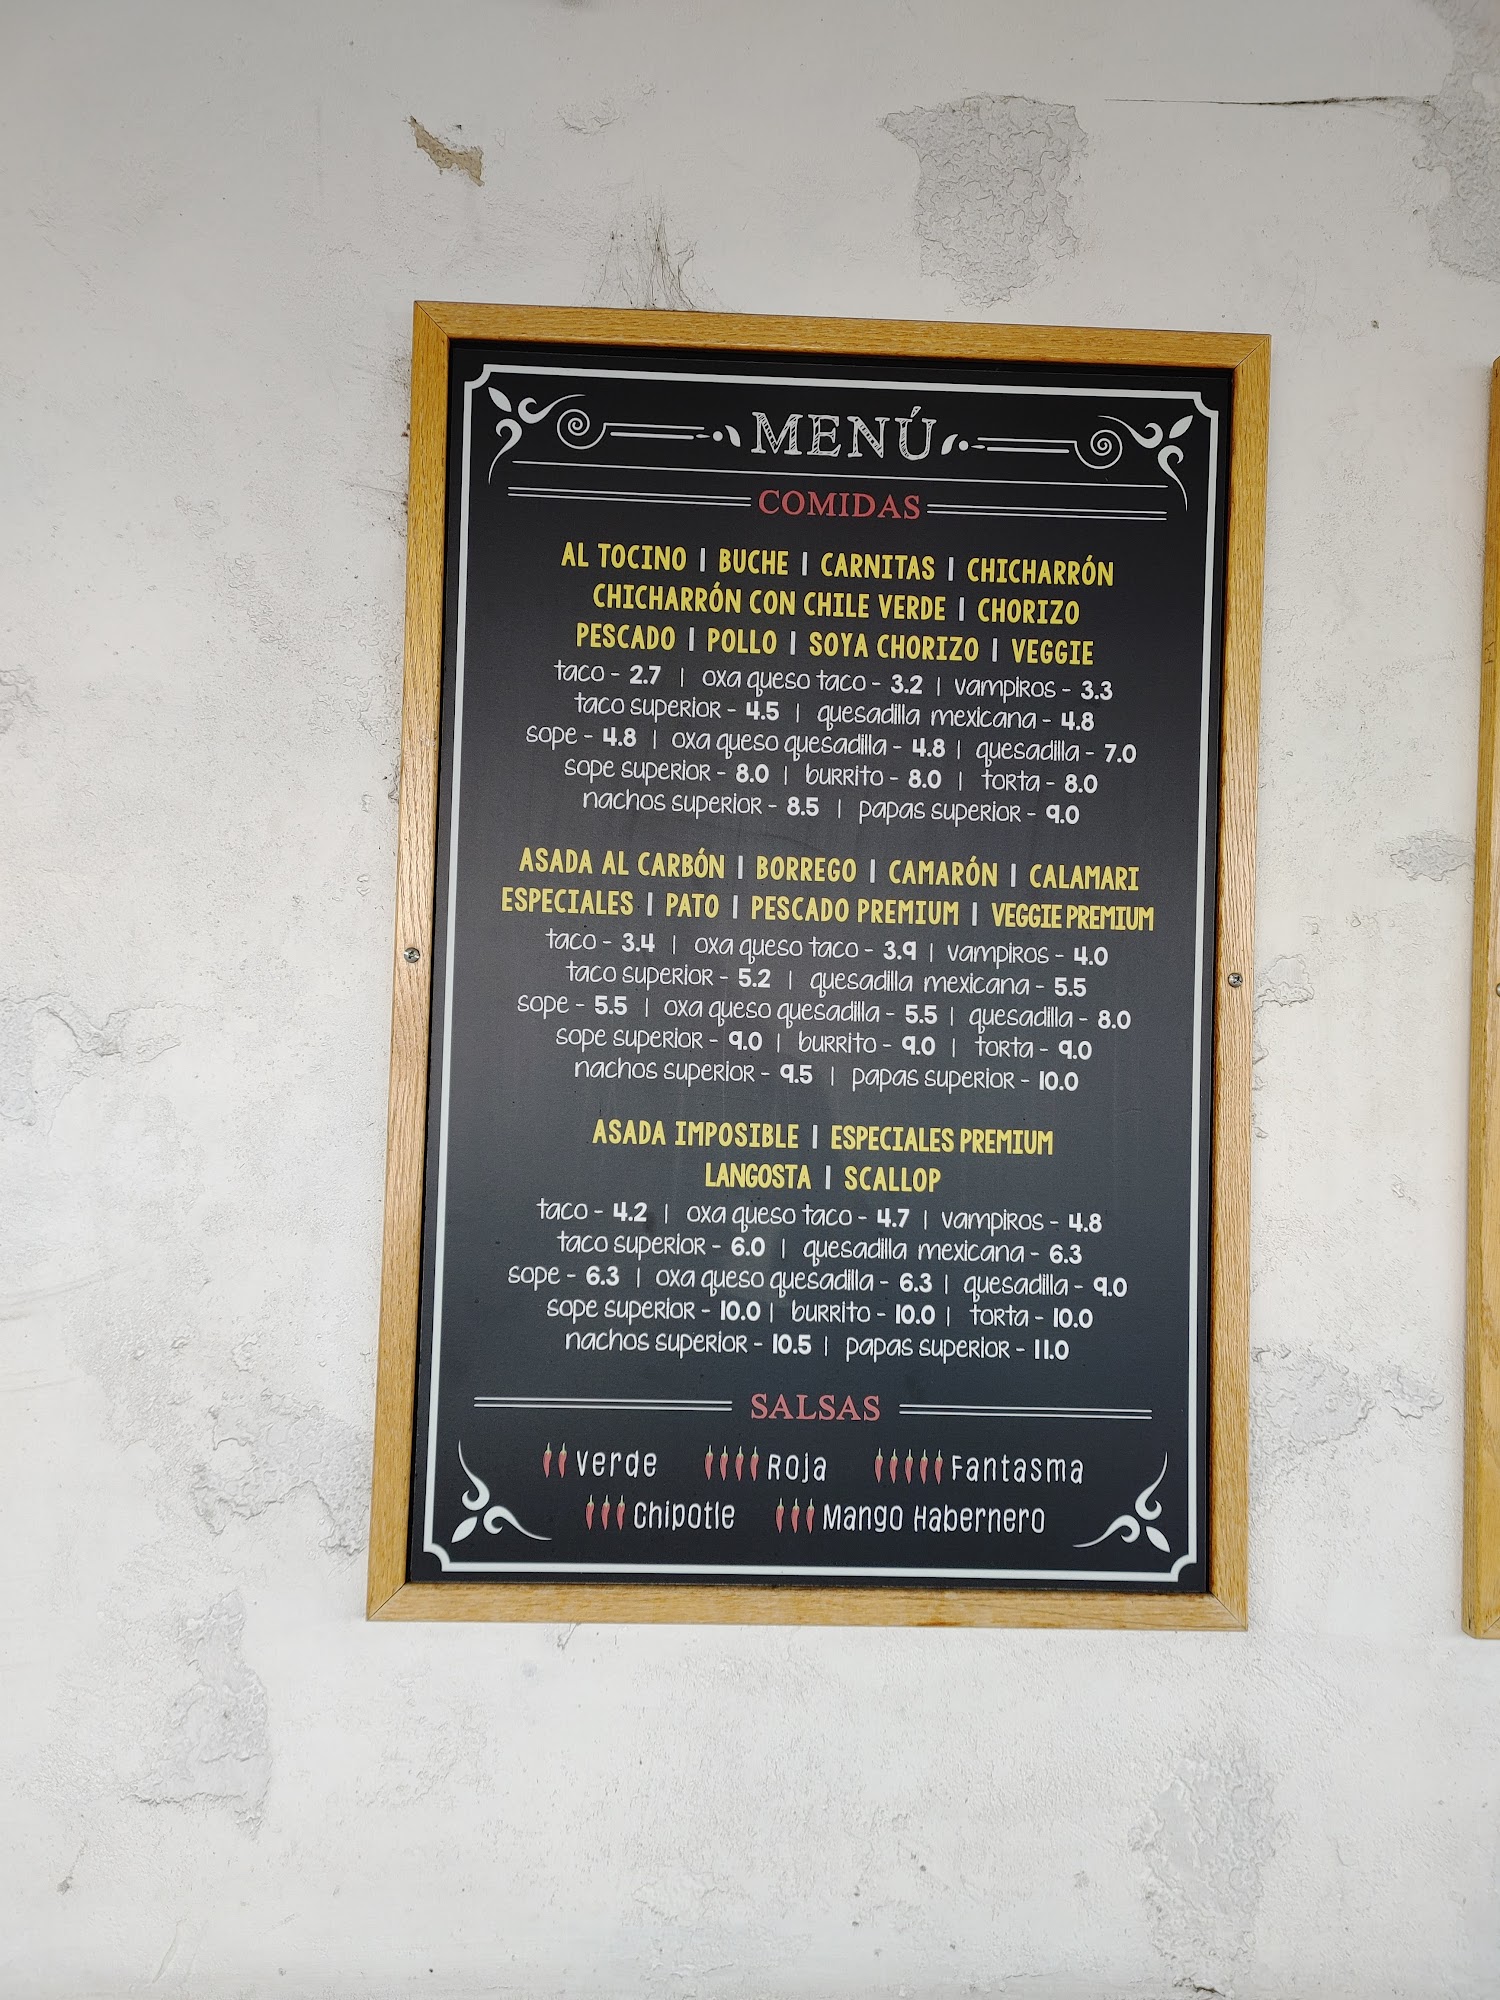 MENÚ
COMIDAS
AL TOCINO | BUCHE | CARNITAS | CHICHARRÓN
CHICHARRÓN CON CHILE VERDE | CHORIZO
PESCADO | POLLO | SOYA CHORIZO | VEGGIE
taco - 2.7 | oxa queso taco - 3.2 | vampiros - 3.3
taco superior - 4.5 | quesadilla mexicana - 4.8
sope - 4.8 | oxa queso quesadilla - 4.8 | quesadilla - 7.0
sope superior - 8.0 | burrito - 8.0 | torta - 8.0
nachos superior - 8.5 | papas superior - 9.0
ASADA AL CARBÓN | BORREGO | CAMARÓN | CALAMARI
ESPECIALES | PATO | PESCADO PREMIUM | VEGGIE PREMIUM
taco - 3.4 | oxa queso taco - 3.9 | vampiros - 4.0
taco superior - 5.2 | quesadilla mexicana - 5.5
sope - 5.5 | oxa queso quesadilla - 5.5 | quesadilla - 8.0
sope superior - 9.0 | burrito - 9.0 | torta - 9.0
nachos superior - 9.5 | papas superior - 10.0
ASADA IMPOSIBLE | ESPECIALES PREMIUM
LANGOSTA | SCALLOP
taco - 4.2 | oxa queso taco - 4.7 | vampiros - 4.8
taco superior - 6.0 | quesadilla mexicana - 6.3
sope - 6.3 | oxa queso quesadilla - 6.3 | quesadilla - 9.0
sope superior - 10.0 | burrito - 10.0 | torta - 10.0
nachos superior - 10.5 | papas superior - 11.0
SALSAS
Verde Roja Fantasma
Chipotle Mango Habernero